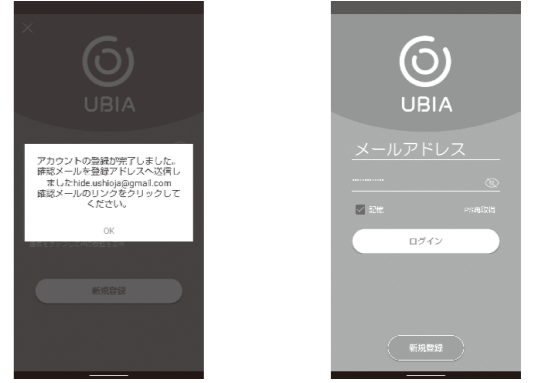 UBIA
アカウントの登録が完了しました。
確認メールを登録アドレスへ送信し
ましたhide.ushioja@gmail.com
確認メールのリンクをクリックして
ください。
OK
新規登録
UBIA
メールアドレス
記憶
PS再取得
ログイン
新規登録